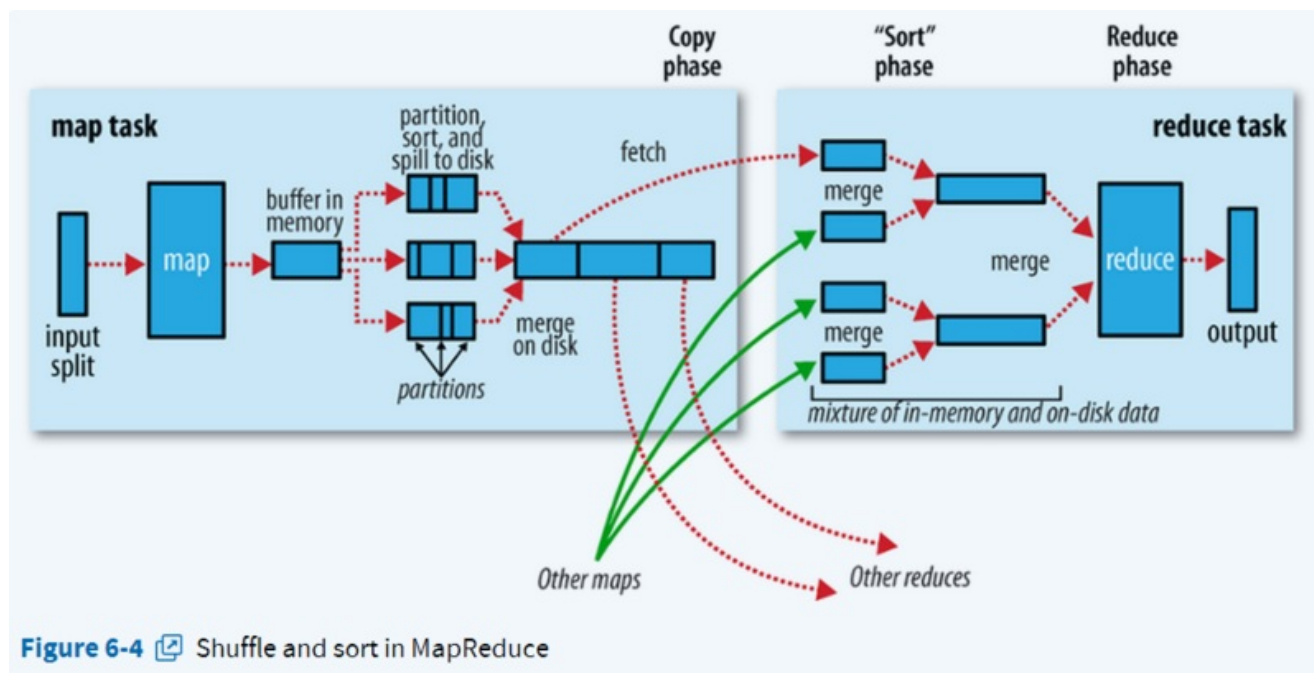 Copy
phase
“Sort”
phase
Reduce
phase
map task
partition,
sort, and
spill to disk
fetch
reduce task
buffer in
memory
merge
map
merge
reduce
input
split
merge
on disk
merge
output
partitions
mixture of in-memory and on-disk data
Other maps
Other reduces
Figure 6-4 Shuffle and sort in MapReduce